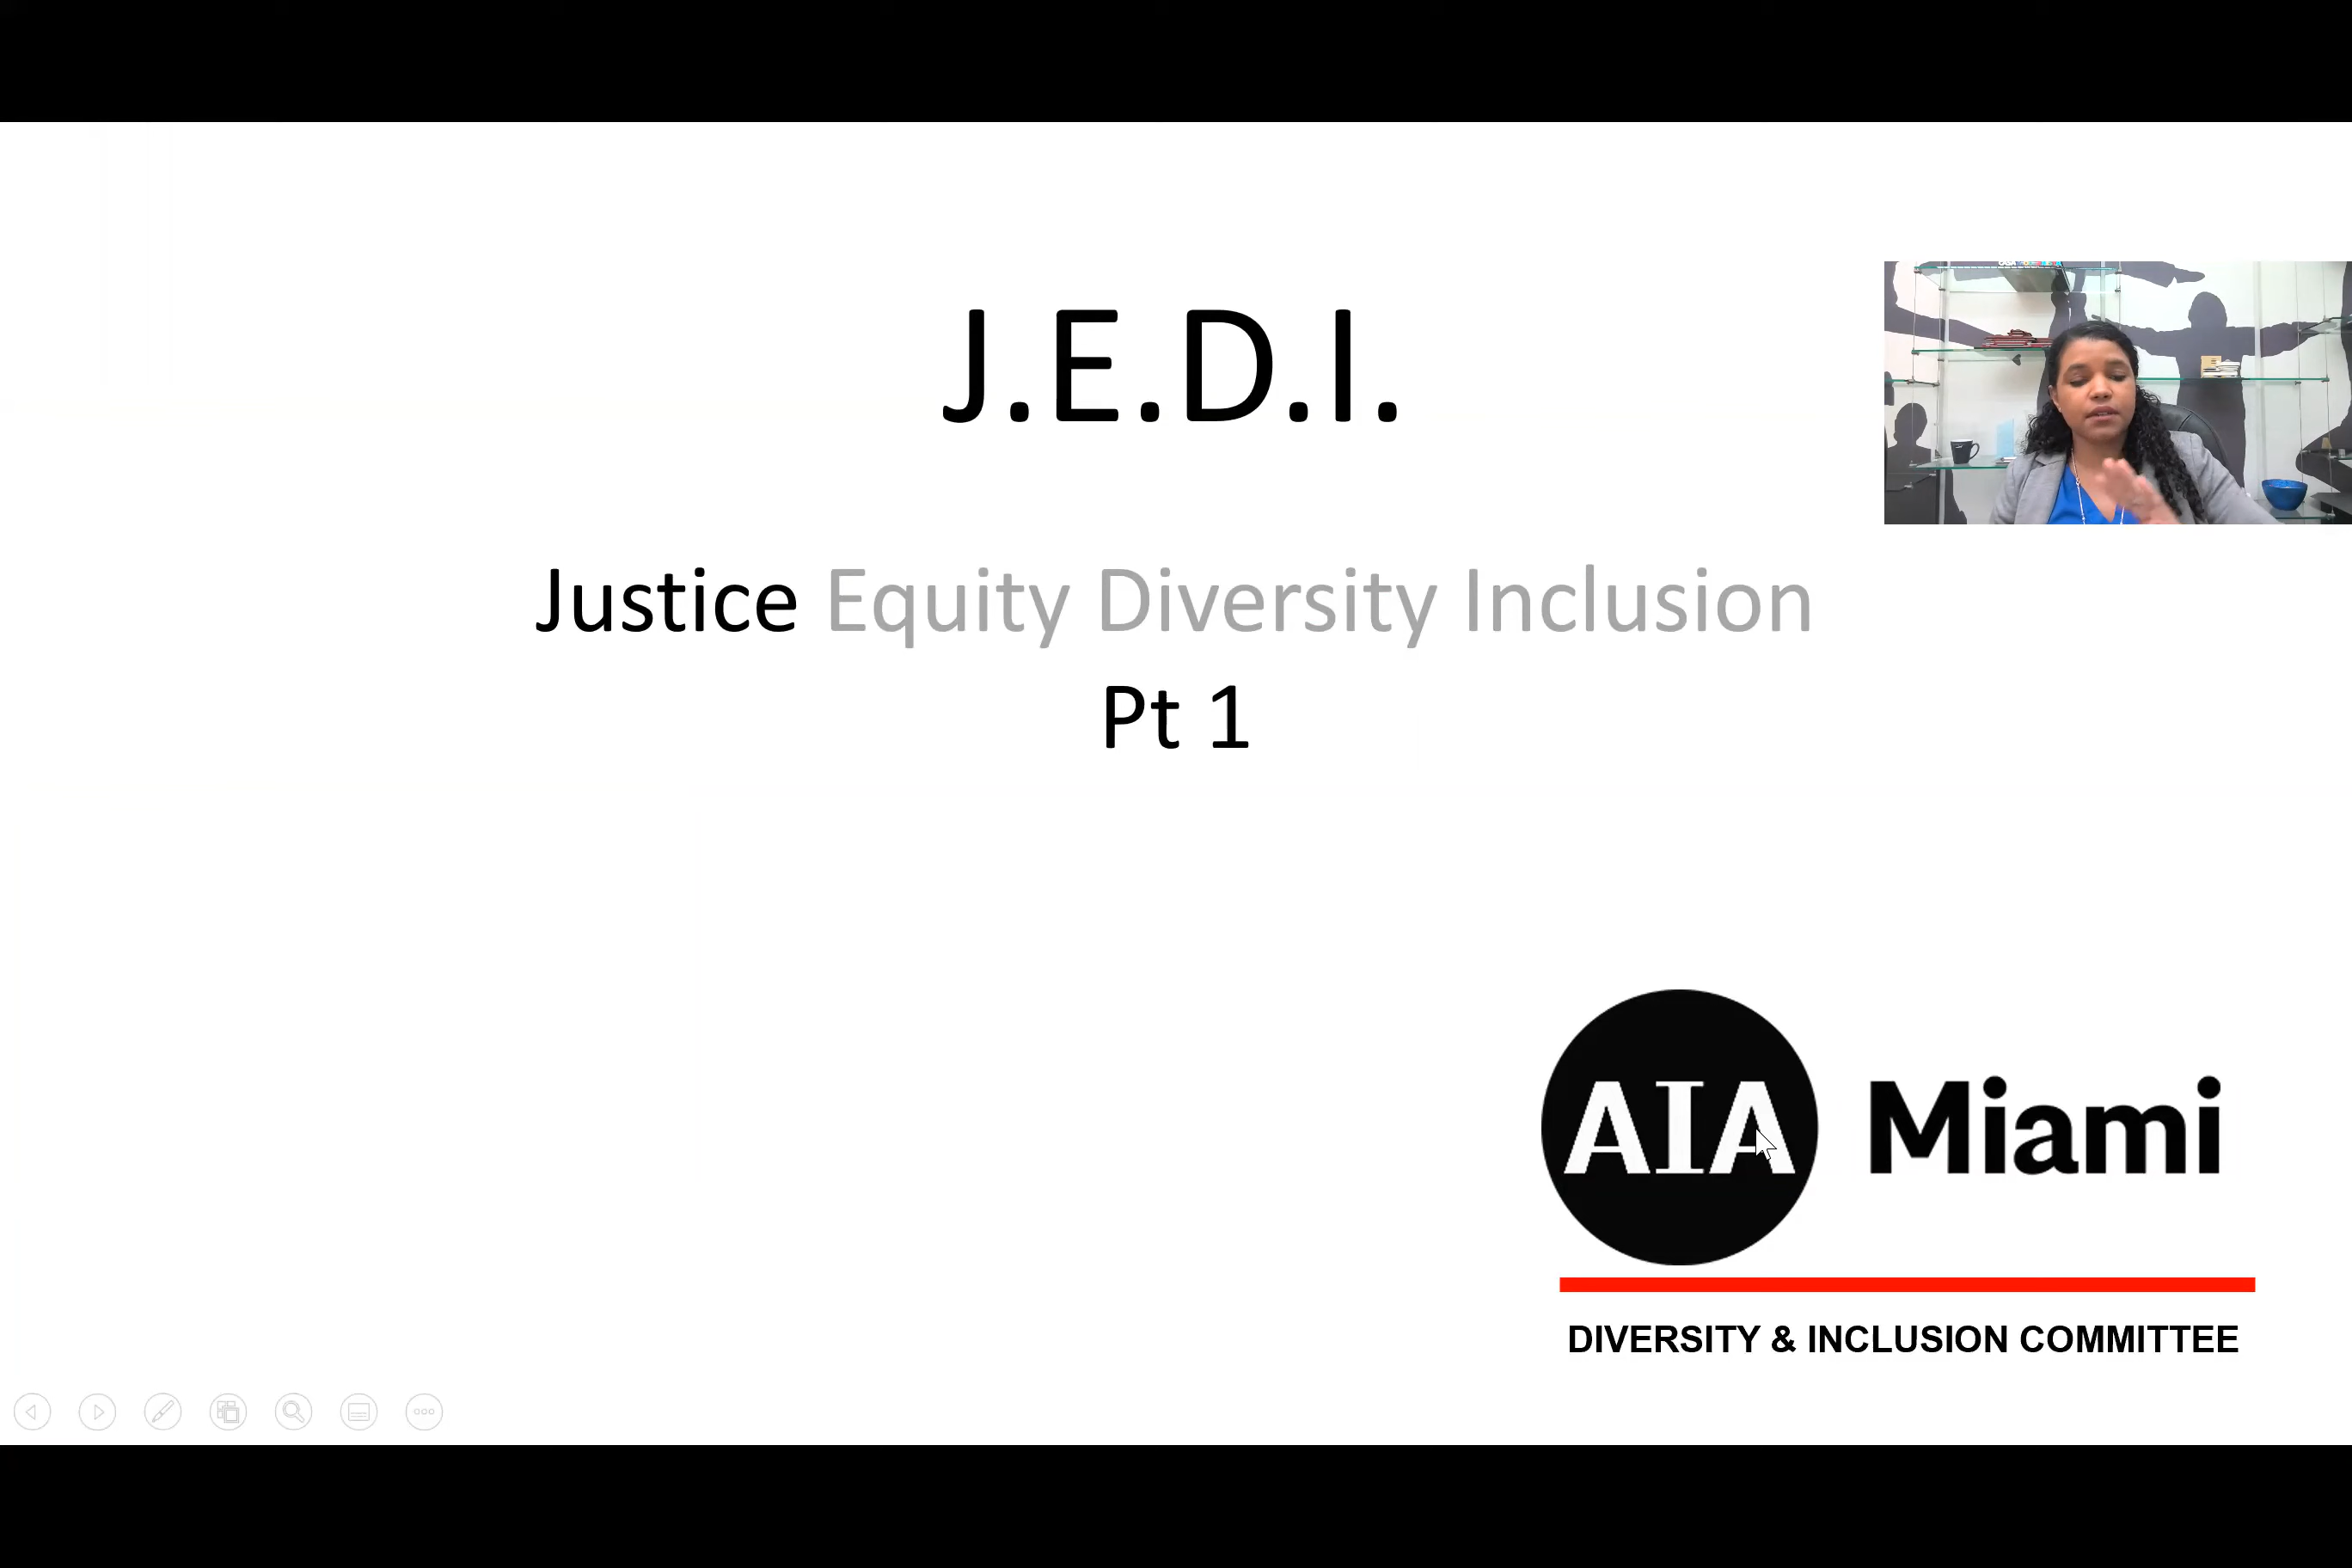 J.E.D.I.
Justice Equity Diversity Inclusion
Pt 1
AIA Miami
DIVERSITY & INCLUSION COMMITTEE